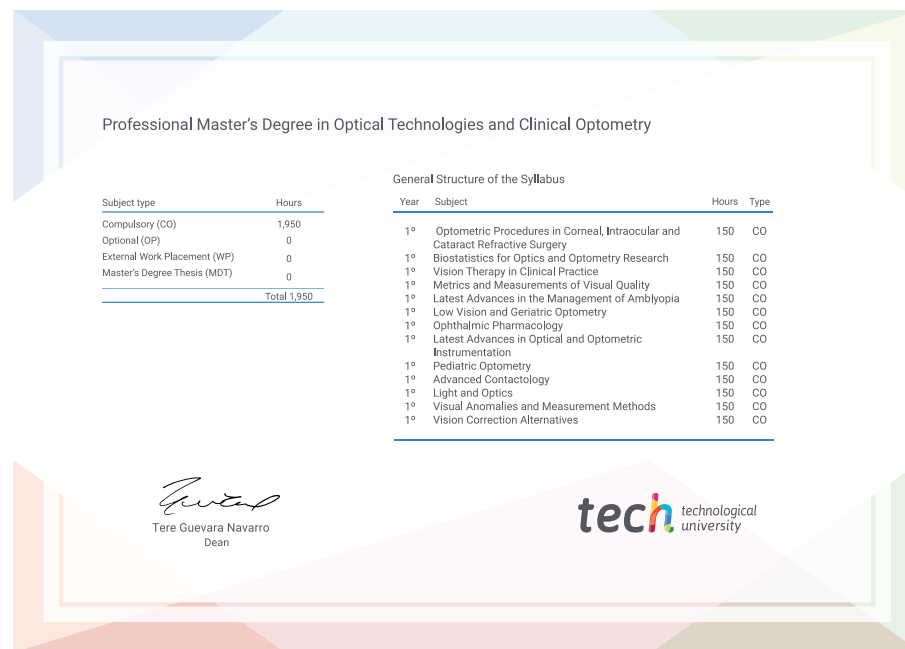 Professional Master’s Degree in Optical Technologies and Clinical Optometry
Subject type Hours
Compulsory (CO) 1,950
Optional (OP) 0
External Work Placement (WP) 0
Master’s Degree Thesis (MDT) 0
Total 1,950
General Structure of the Syllabus
Year Subject Hours Type
1º Optometric Procedures in Corneal, Intraocular and 150 CO
Cataract Refractive Surgery
1º Biostatistics for Optics and Optometry Research 150 CO
1º Vision Therapy in Clinical Practice 150 CO
1º Metrics and Measurements of Visual Quality 150 CO
1º Latest Advances in the Management of Amblyopia 150 CO
1º Low Vision and Geriatric Optometry 150 CO
1º Ophthalmic Pharmacology 150 CO
1º Latest Advances in Optical and Optometric 150 CO
Instrumentation
1º Pediatric Optometry 150 CO
1º Advanced Contactology 150 CO
1º Light and Optics 150 CO
1º Visual Anomalies and Measurement Methods 150 CO
1º Vision Correction Alternatives 150 CO
Tere Guevara Navarro
Dean
tech technological
university